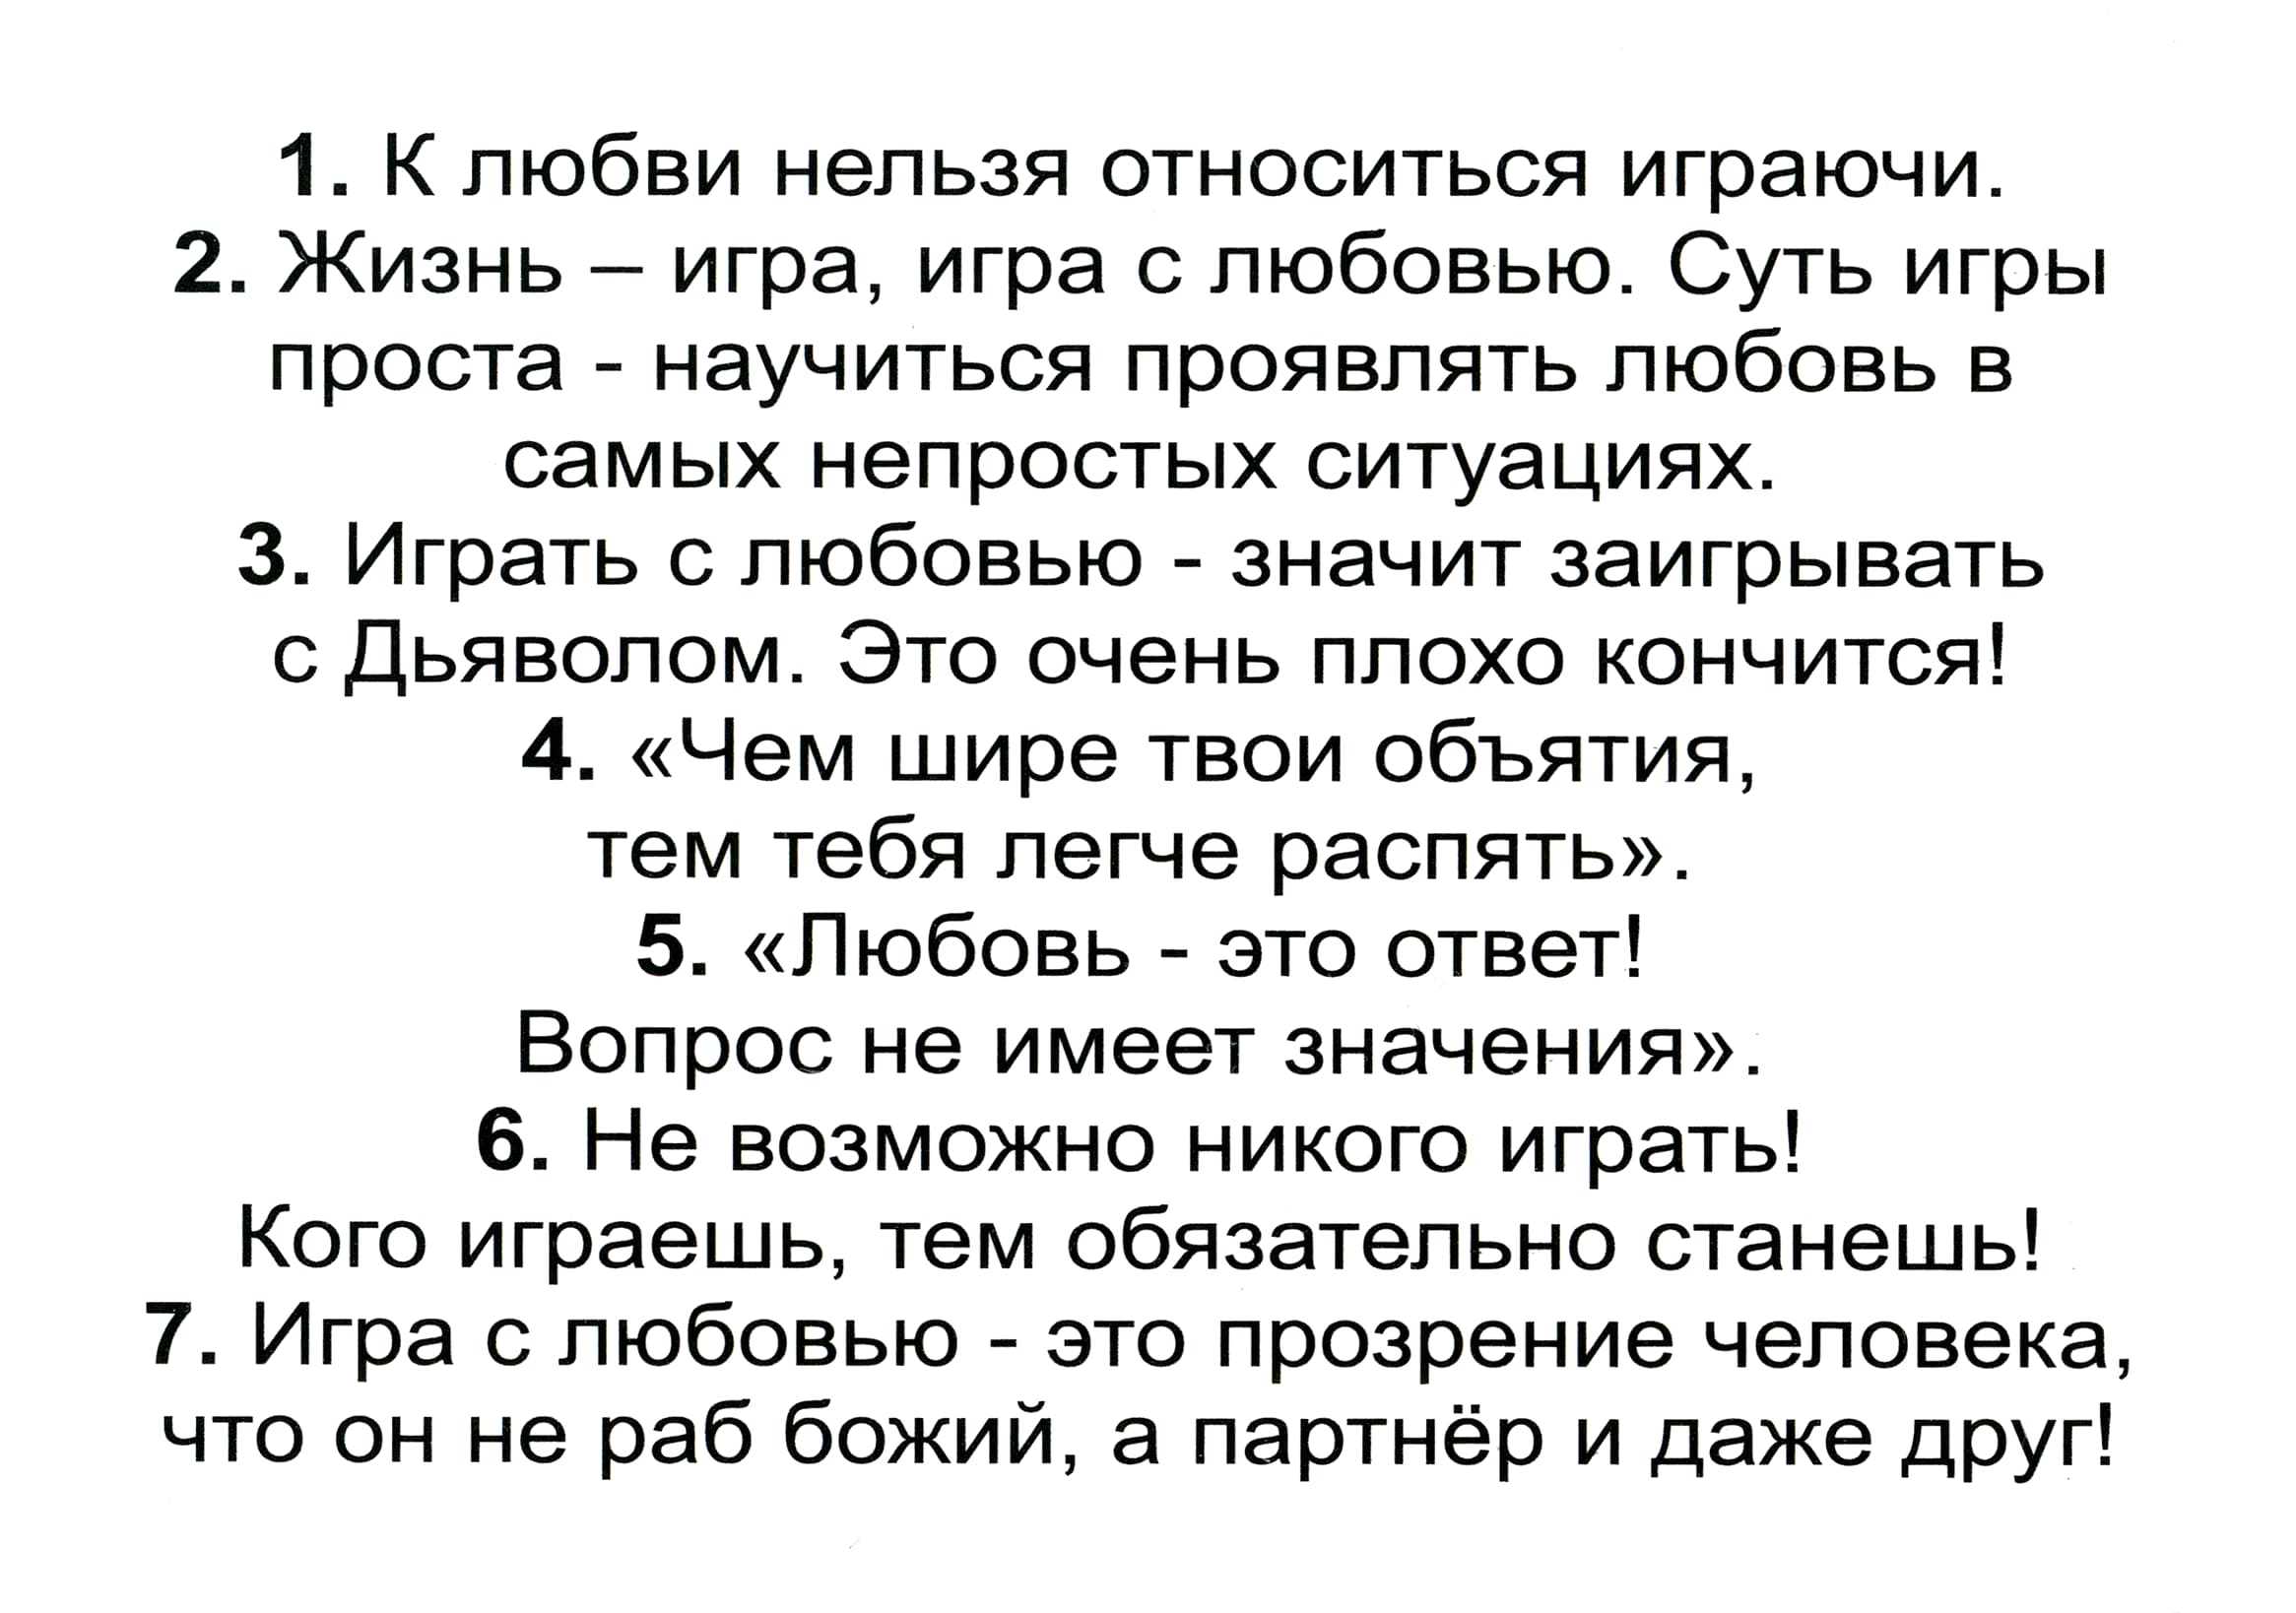 1. К любви нельзя относиться играючи.
2. Жизнь – игра, игра с любовью. Суть игры
проста - научиться проявлять любовь в
самых непростых ситуациях.
3. Играть с любовью - значит заигрывать
с Дьяволом. Это очень плохо кончится!
4. «Чем шире твои объятия,
тем тебя легче распять».
5. «Любовь - это ответ!
Вопрос не имеет значения».
6. Не возможно никого играть!
Кого играешь, тем обязательно станешь!
7. Игра с любовью - это прозрение человека,
что он не раб божий, а партнёр и даже друг!